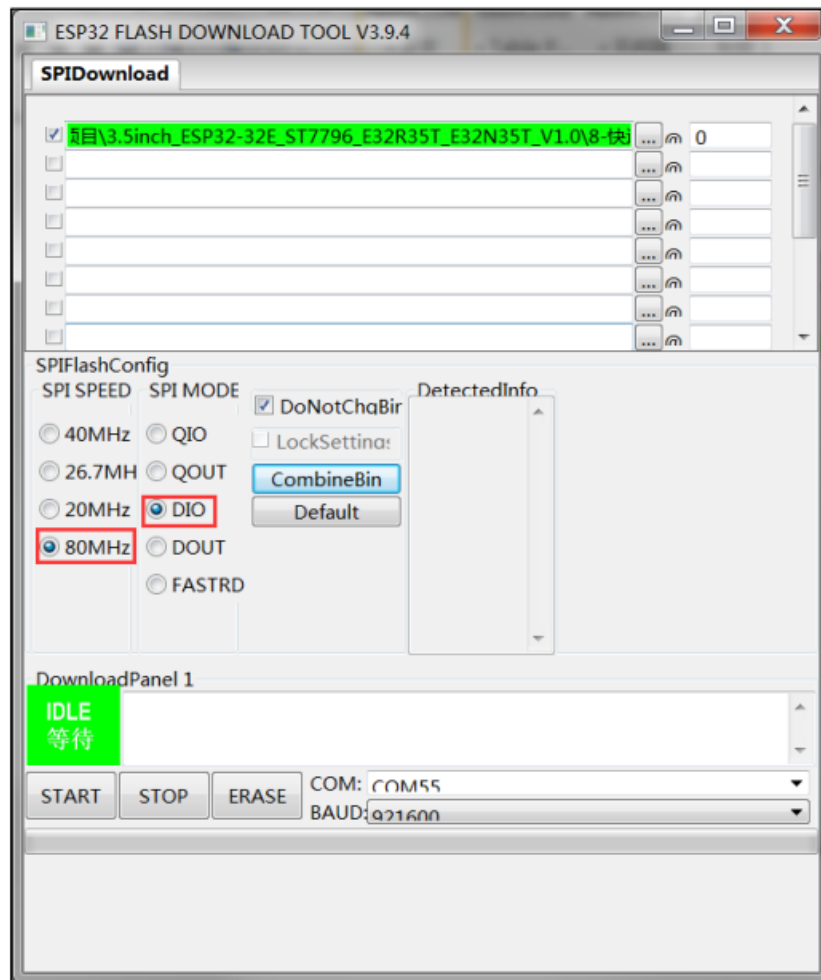 ESP32 FLASH DOWNLOAD TOOL V3.9.4
SPIDownload
项目\3.5inch_ESP32-32E_ST7796_E32R35T_E32N35T_V1.0\8-快 ... @ 0
... @
... @
... @
... @
... @
... @
... @
SPIFlashConfig
SPI SPEED SPI MODE DetectedInfo
DoNotChgBin
40MHz QIO LockSettings
26.7MH QOUT CombineBin
20MHz DIO Default
80MHz DOUT
FASTRD
DownloadPanel 1
IDLE
等待
START STOP ERASE
COM: COM55
BAUD: 921600